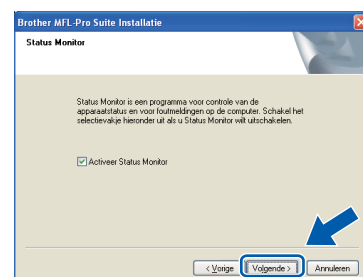 Brother MFL-Pro Suite Installatie
Status Monitor
Status Monitor is een programma voor controle van de
apparaatstatus en voor foutmeldingen op de computer. Schakel het
selectievakje hieronder uit als u Status Monitor wilt uitschakelen.
Activeer Status Monitor
< Vorige
Volgende >
Annuleren